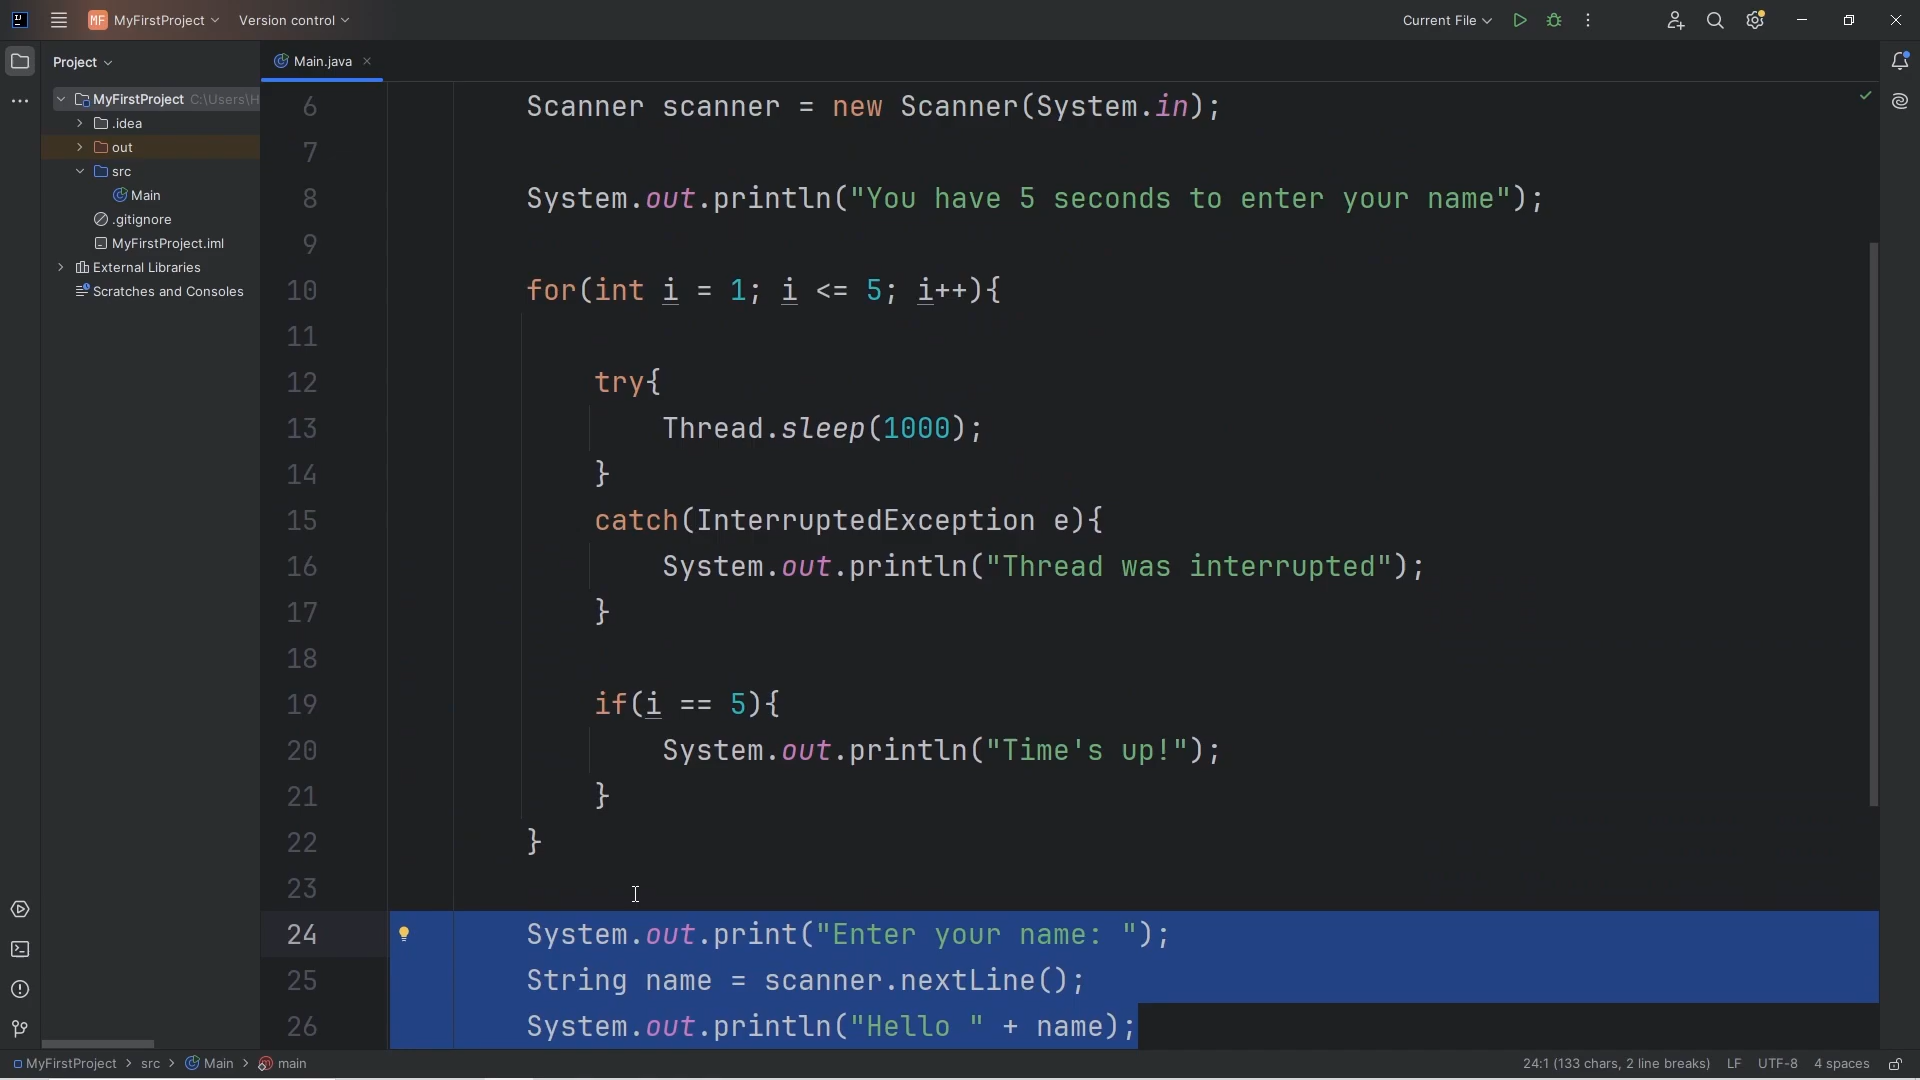 MF MyFirstProject Version control Current File
Project
Main.java
MyFirstProject C:\Users\H
.idea
out
src
Main
.gitignore
MyFirstProject.iml
External Libraries
Scratches and Consoles
6 Scanner scanner = new Scanner(System.in);
7
8 System.out.println("You have 5 seconds to enter your name");
9
10 for(int i = 1; i <= 5; i++){
11
12 try{
13 Thread.sleep(1000);
14 }
15 catch(InterruptedException e){
16 System.out.println("Thread was interrupted");
17 }
18
19 if(i == 5){
20 System.out.println("Time's up!");
21 }
22 }
23
24 System.out.print("Enter your name: ");
25 String name = scanner.nextLine();
26 System.out.println("Hello " + name);
MyFirstProject > src > Main > main 24:1 (133 chars, 2 line breaks) LF UTF-8 4 spaces